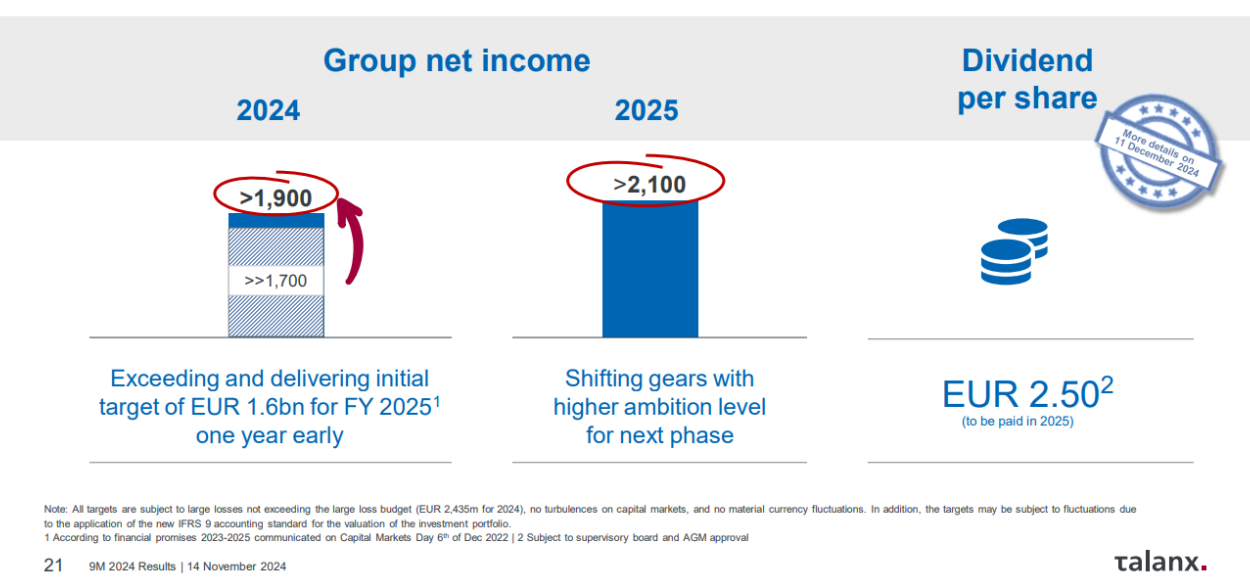 Group net income
2024
2025
Dividend
per share
More details on
11 December 2024
>1,900
>>1,700
>2,100
Exceeding and delivering initial
target of EUR 1.6bn for FY 2025¹
one year early
Shifting gears with
higher ambition level
for next phase
EUR 2.50²
(to be paid in 2025)
Note: All targets are subject to large losses not exceeding the large loss budget (EUR 2,435m for 2024), no turbulences on capital markets, and no material currency fluctuations. In addition, the targets may be subject to fluctuations due
to the application of the new IFRS 9 accounting standard for the valuation of the investment portfolio.
1 According to financial promises 2023-2025 communicated on Capital Markets Day 6th of Dec 2022 | 2 Subject to supervisory board and AGM approval
21 9M 2024 Results | 14 November 2024
talanx.